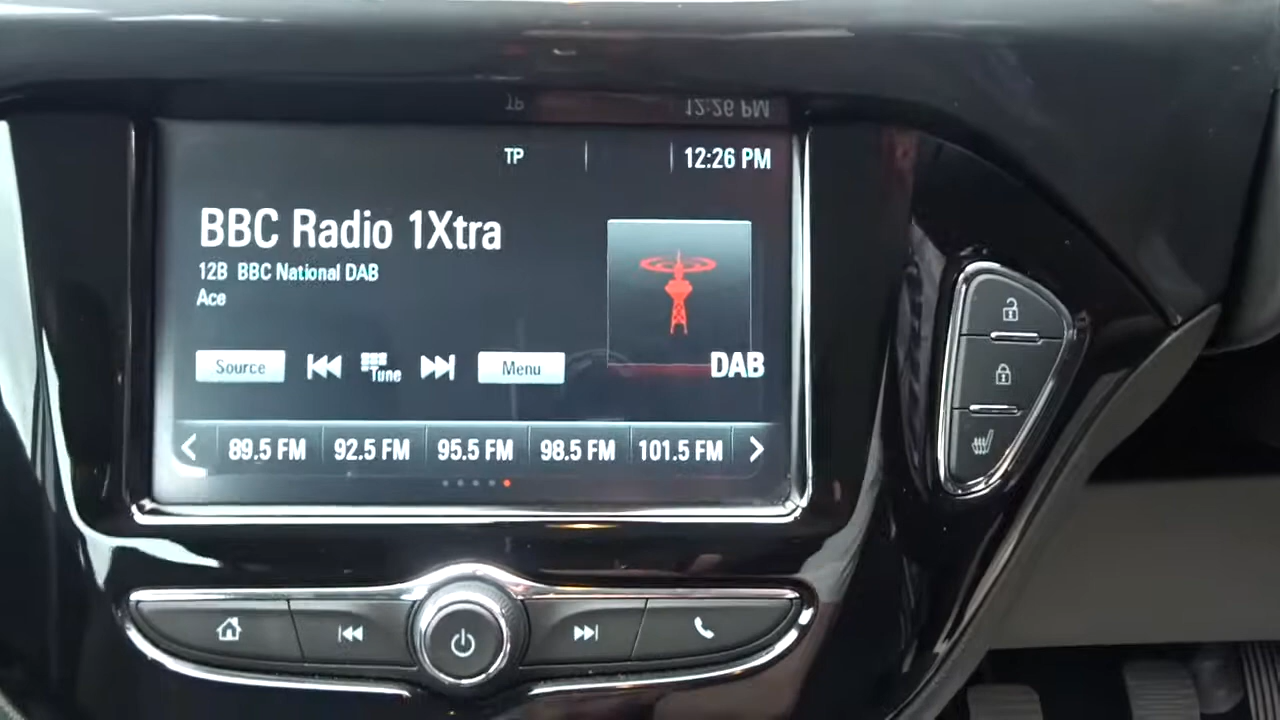 TP 12:26 PM
BBC Radio 1Xtra
12B BBC National DAB
Ace
Source Tune Menu DAB
89.5 FM 92.5 FM 95.5 FM 98.5 FM 101.5 FM